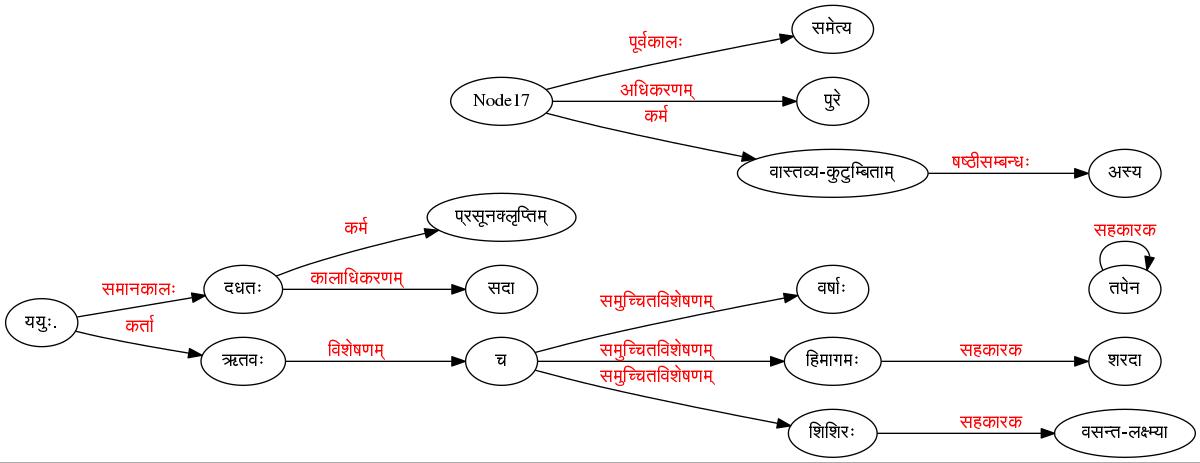 समेत्य
पूर्वकालः
Node17
अधिकरणम्
पुरे
कर्म
वास्तव्य-कुटुम्बिताम्
षष्ठीसम्बन्धः
अस्य
प्रसूनक्लृप्तिम्
कर्म
सहकारक
समानकालः
दधतः
कालाधिकरणम्
सदा
समुच्चितविशेषणम्
वर्षाः
तपेन
ययुः.
कर्ता
ऋतवः
विशेषणम्
च
समुच्चितविशेषणम्
हिमागमः
सहकारक
शरदा
समुच्चितविशेषणम्
शिशिरः
सहकारक
वसन्त-लक्ष्म्या